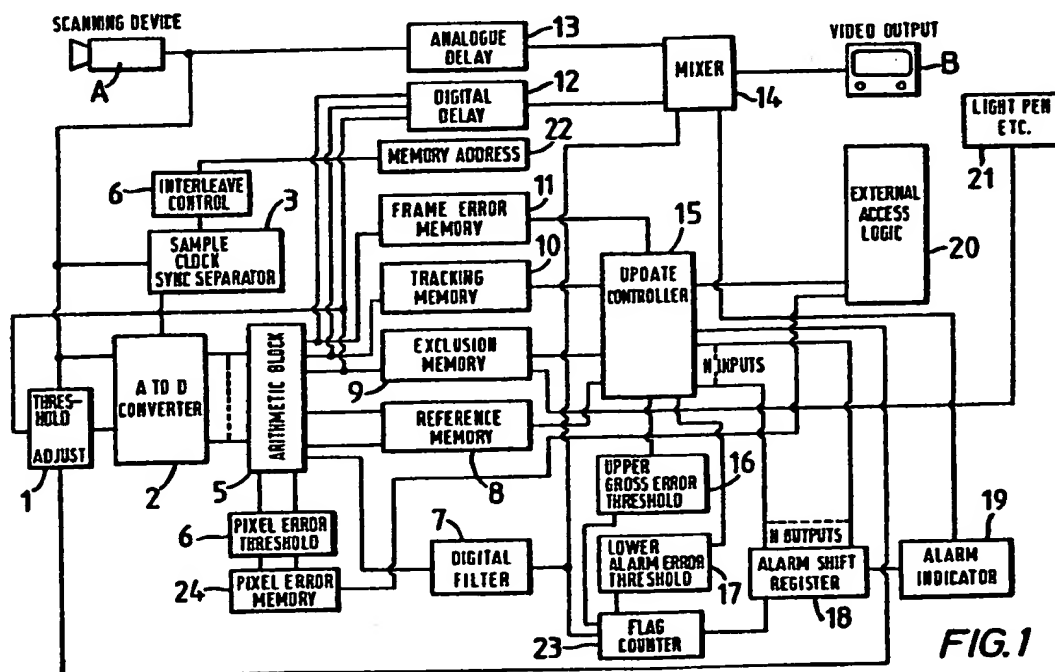 SCANNING DEVICE
A
ANALOGUE DELAY
13
DIGITAL DELAY
12
MIXER
14
VIDEO OUTPUT
B
LIGHT PEN ETC.
21
MEMORY ADDRESS
22
6
INTERLEAVE CONTROL
3
SAMPLE CLOCK SYNC SEPARATOR
FRAME ERROR MEMORY
11
TRACKING MEMORY
10
EXCLUSION MEMORY
9
REFERENCE MEMORY
8
15
UPDATE CONTROLLER
EXTERNAL ACCESS LOGIC
20
N INPUTS
THRES-
HOLD
ADJUST
1
A TO D CONVERTER
2
ARITHMETIC BLOCK
5
6
PIXEL ERROR THRESHOLD
24
PIXEL ERROR MEMORY
7
DIGITAL FILTER
UPPER GROSS ERROR THRESHOLD
16
LOWER ALARM ERROR THRESHOLD
17
FLAG COUNTER
23
N OUTPUTS
ALARM SHIFT REGISTER
18
19
ALARM INDICATOR
FIG.1